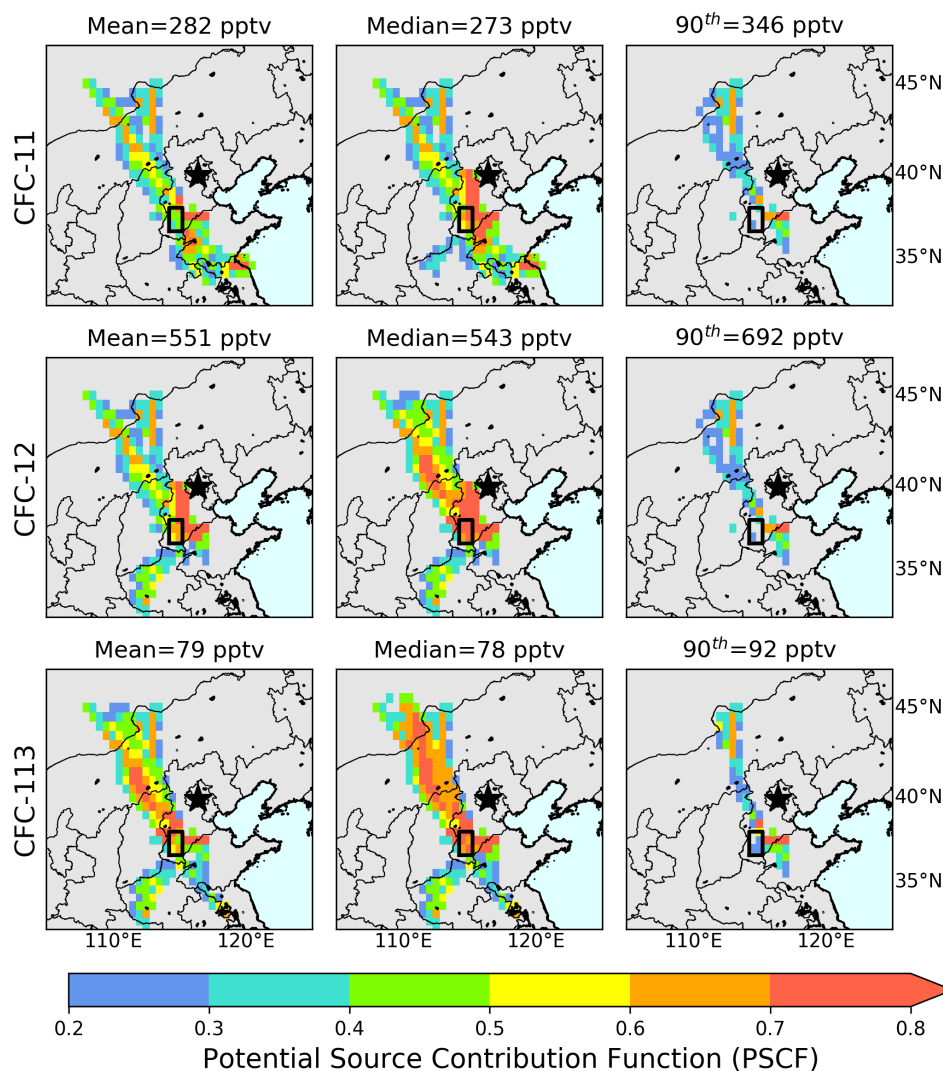 Mean=282 pptv Median=273 pptv 90th=346 pptv
CFC-11
45°N
40°N
35°N
Mean=551 pptv Median=543 pptv 90th=692 pptv
CFC-12
45°N
40°N
35°N
Mean=79 pptv Median=78 pptv 90th=92 pptv
CFC-113
45°N
40°N
35°N
110°E 120°E 110°E 120°E 110°E 120°E
0.2 0.3 0.4 0.5 0.6 0.7 0.8
Potential Source Contribution Function (PSCF)